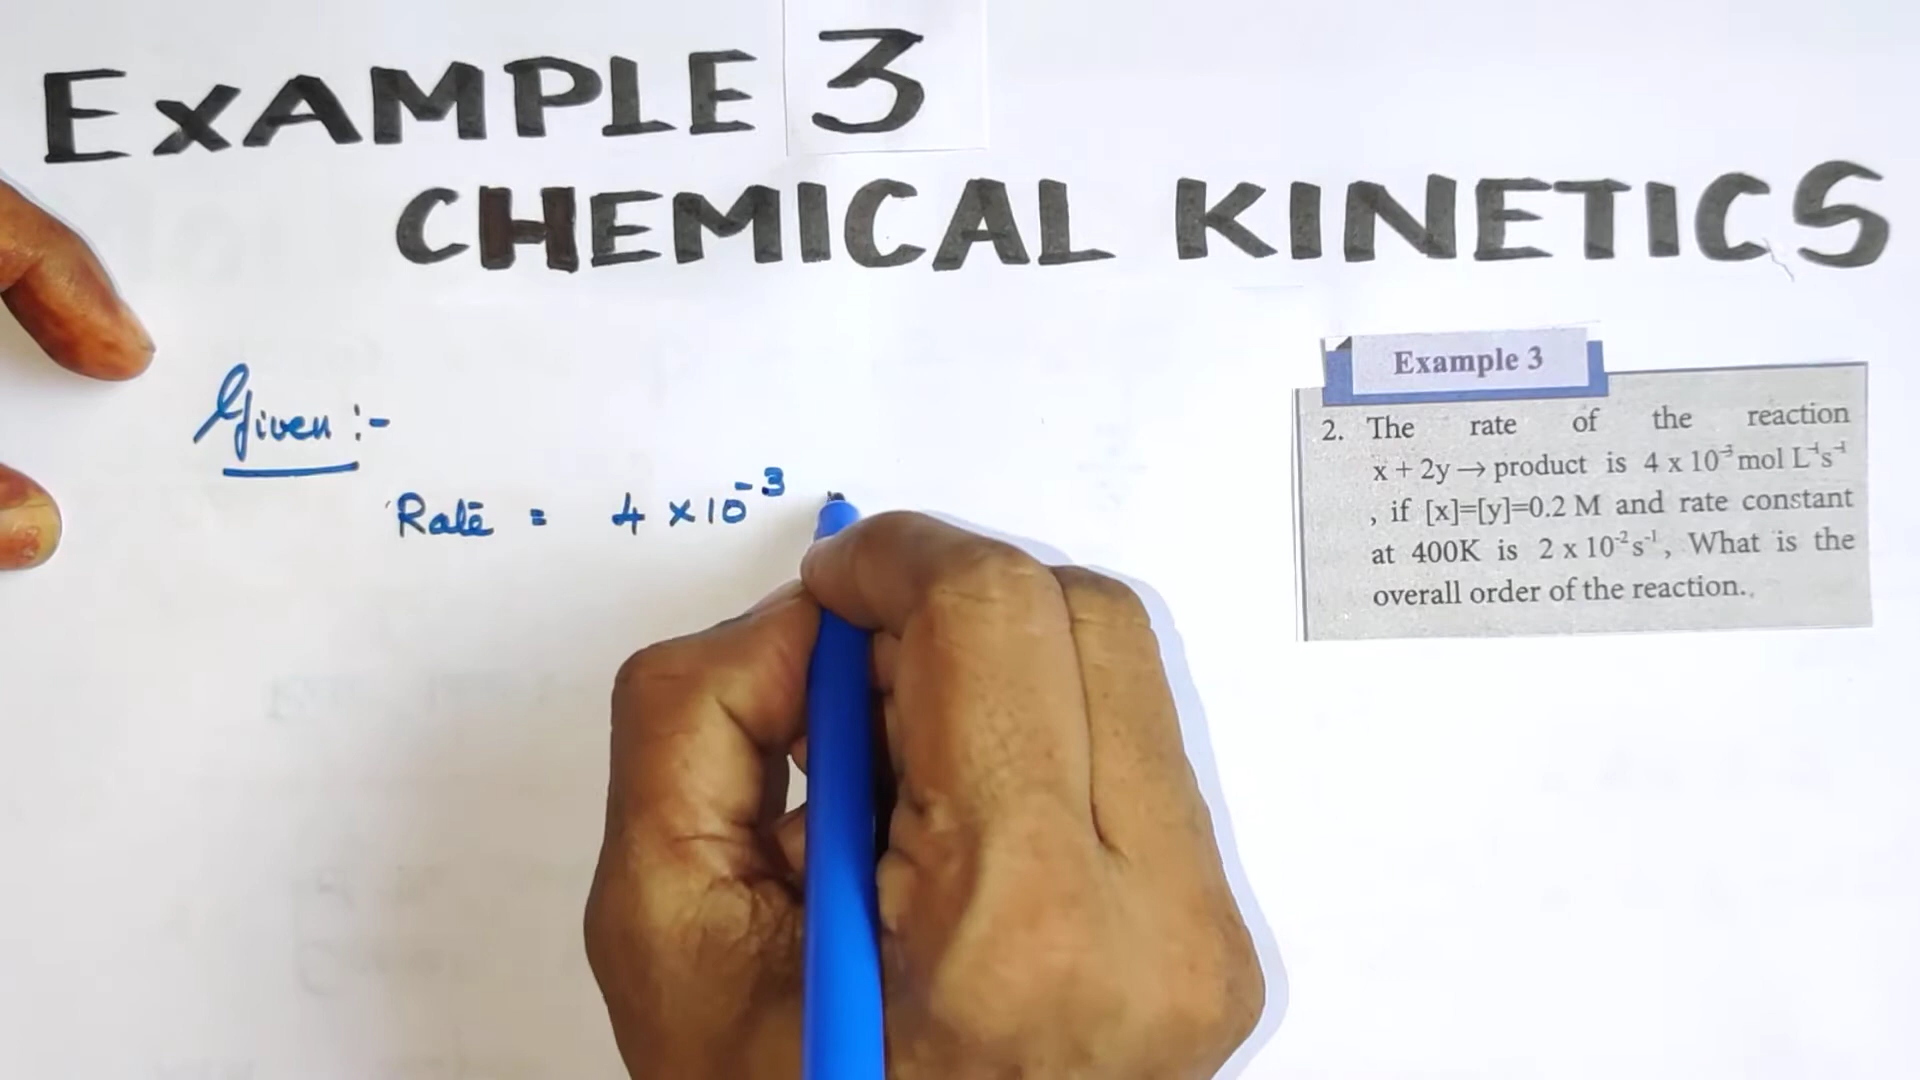 EXAMPLE 3
CHEMICAL KINETICS
Given :-
Rate = 4 × 10⁻³
Example 3
2. The rate of the reaction
x + 2y → product is 4 x 10⁻³ mol L⁻¹s⁻¹
, if [x]=[y]=0.2 M and rate constant
at 400K is 2 x 10⁻²s⁻¹, What is the
overall order of the reaction..